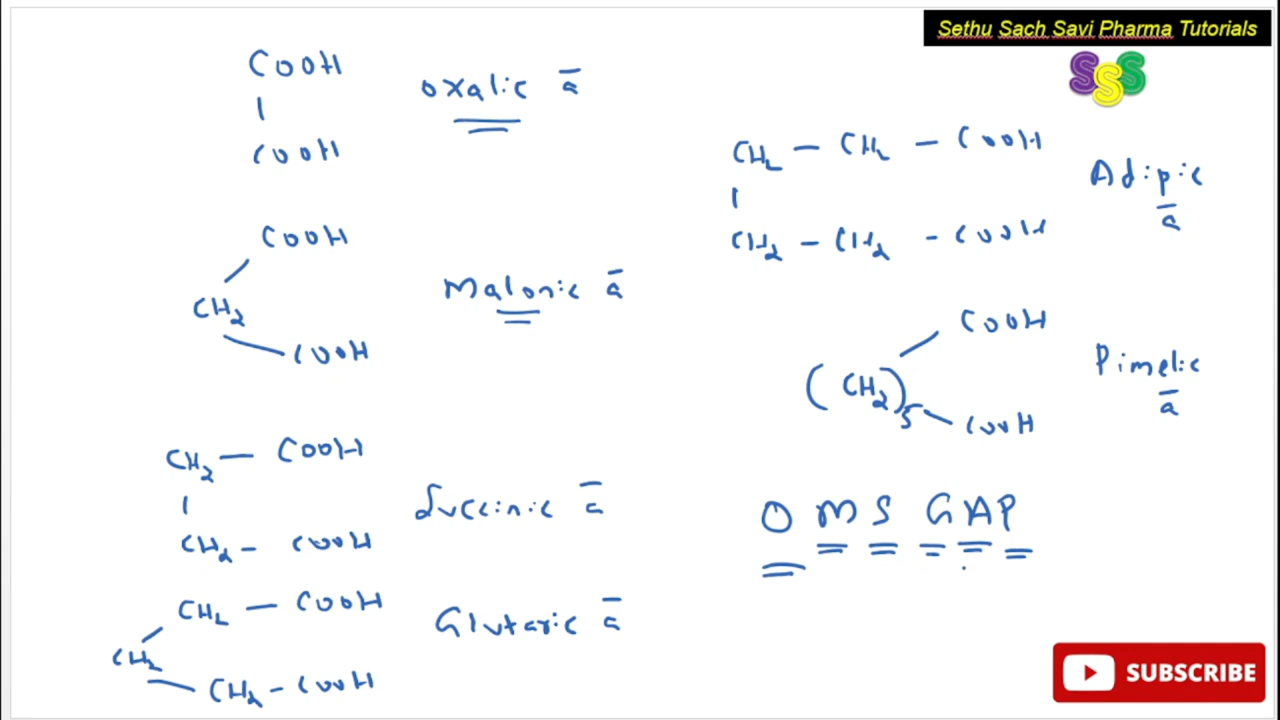 Sethu Sach Savi Pharma Tutorials
SSS
COOH
|
COOH
Oxalic ā
COOH
CH2
COOH
Malonic ā
CH2 — COOH
|
CH2 - COOH
Succinic ā
CH2 — COOH
CH2
CH2 - COOH
Glutaric ā
CH2 — CH2 — COOH
|
CH2 — CH2 - COOH
Adipic
ā
COOH
(CH2)5
COOH
Pimelic
ā
O M S G A P
SUBSCRIBE